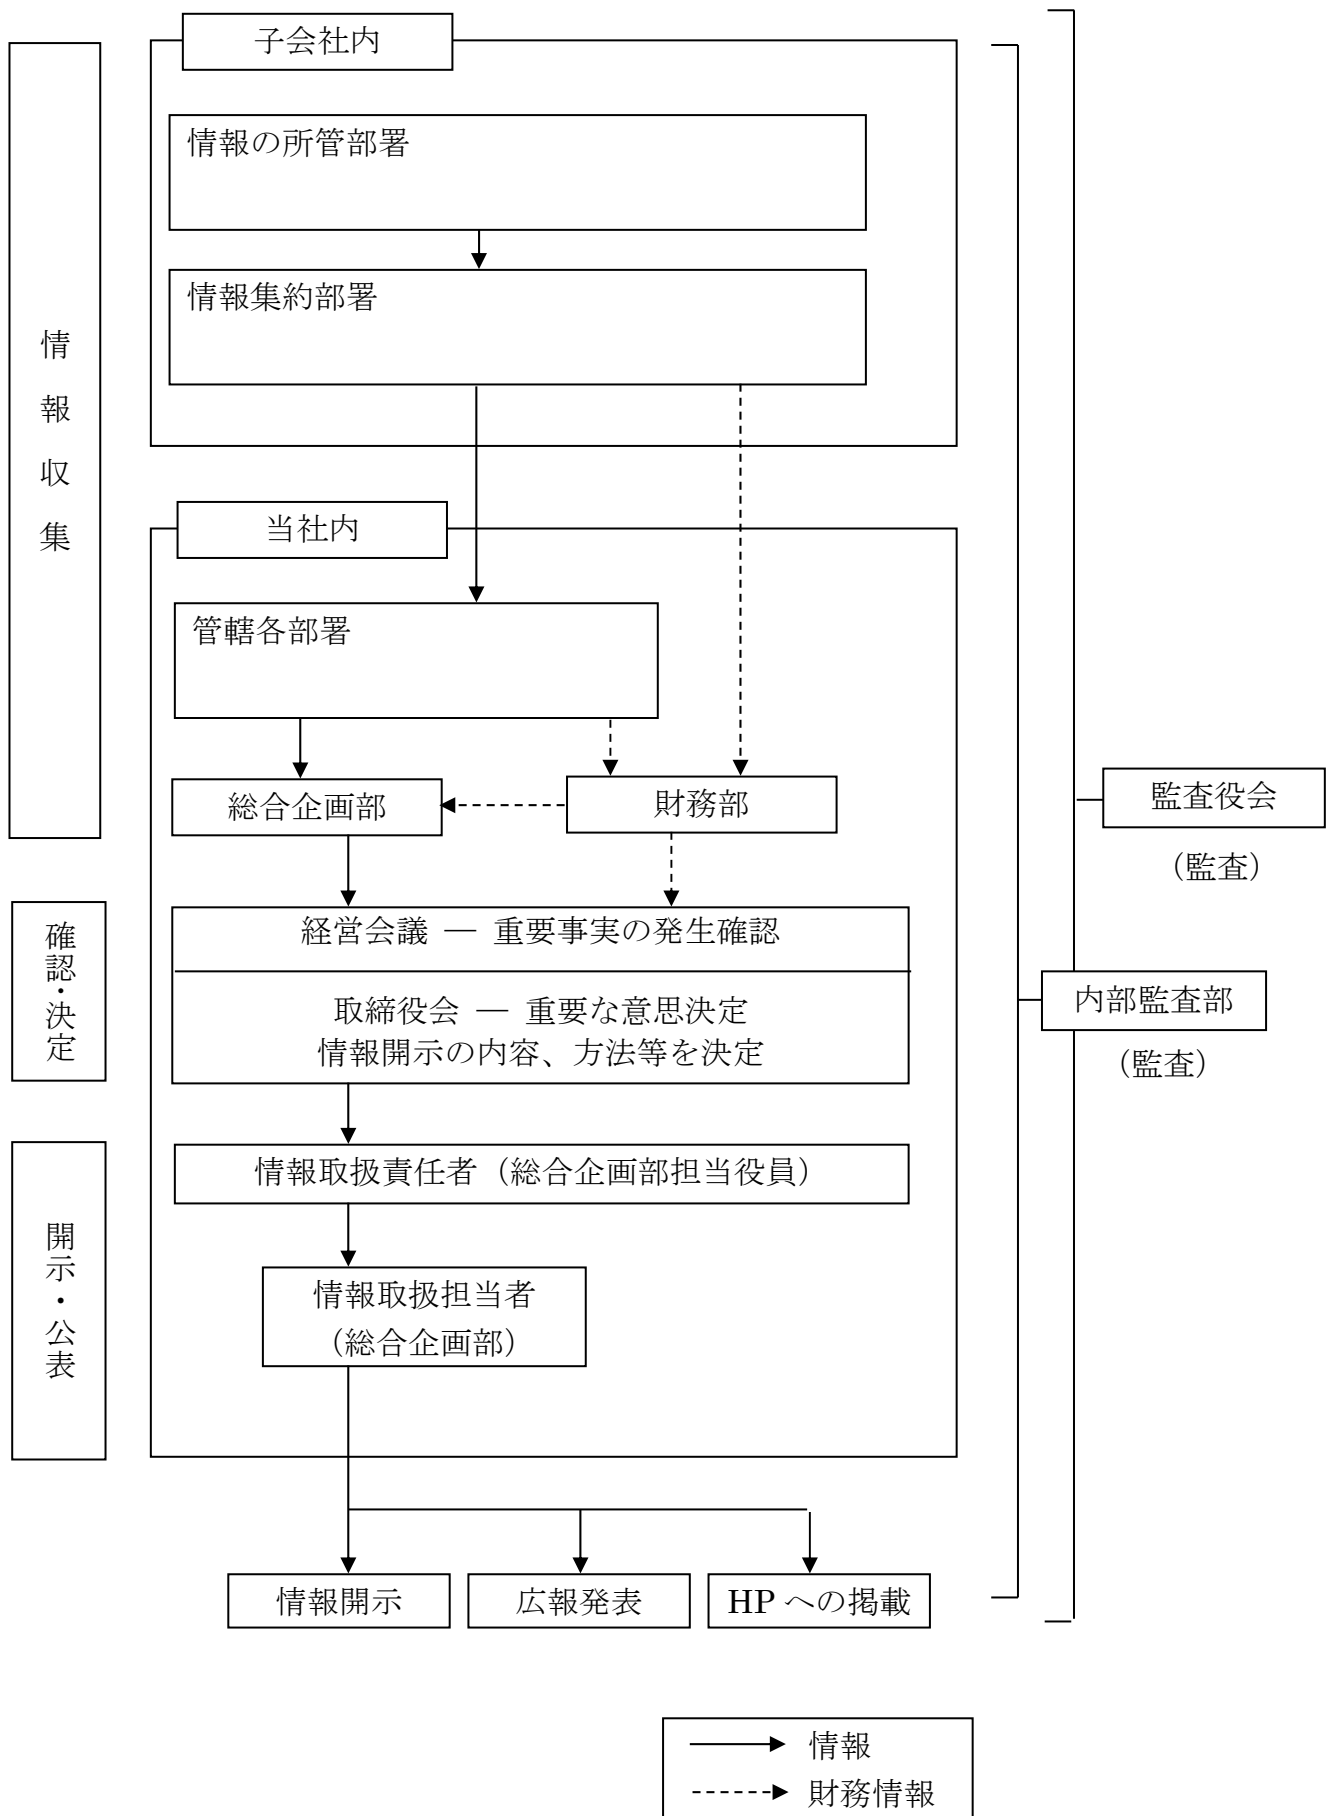 子会社内
情報の所管部署
情報集約部署
情報収集
当社内
管轄各部署
総合企画部
財務部
監査役会
(監査)
確認・決定
経営会議 ― 重要事実の発生確認
取締役会 ― 重要な意思決定
情報開示の内容、方法等を決定
内部監査部
(監査)
開示・公表
情報取扱責任者（総合企画部担当役員）
情報取扱担当者
（総合企画部）
情報開示
広報発表
HPへの掲載
情報
財務情報